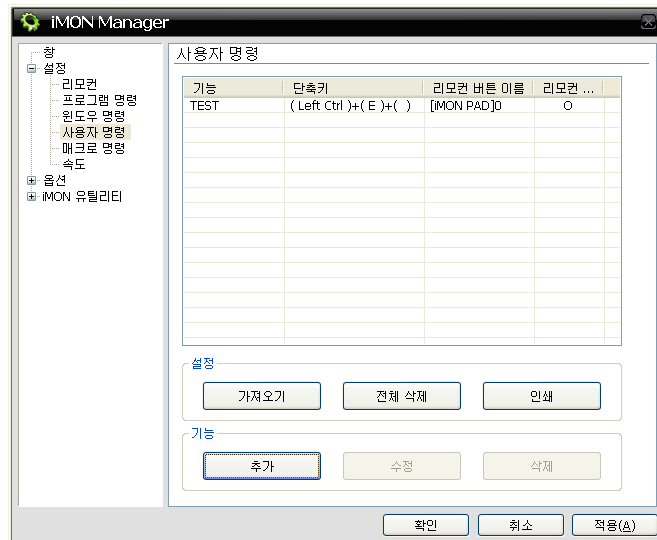 iMON Manager
창
설정
리모컨
프로그램 명령
윈도우 명령
사용자 명령
매크로 명령
속도
옵션
iMON 유틸리티
사용자 명령
기능 단축키 리모컨 버튼 이름 리모컨 ...
TEST ( Left Ctrl )+( E )+( ) [iMON PAD]0 O
설정
가져오기 전체 삭제 인쇄
기능
추가 수정 삭제
확인 취소 적용(A)